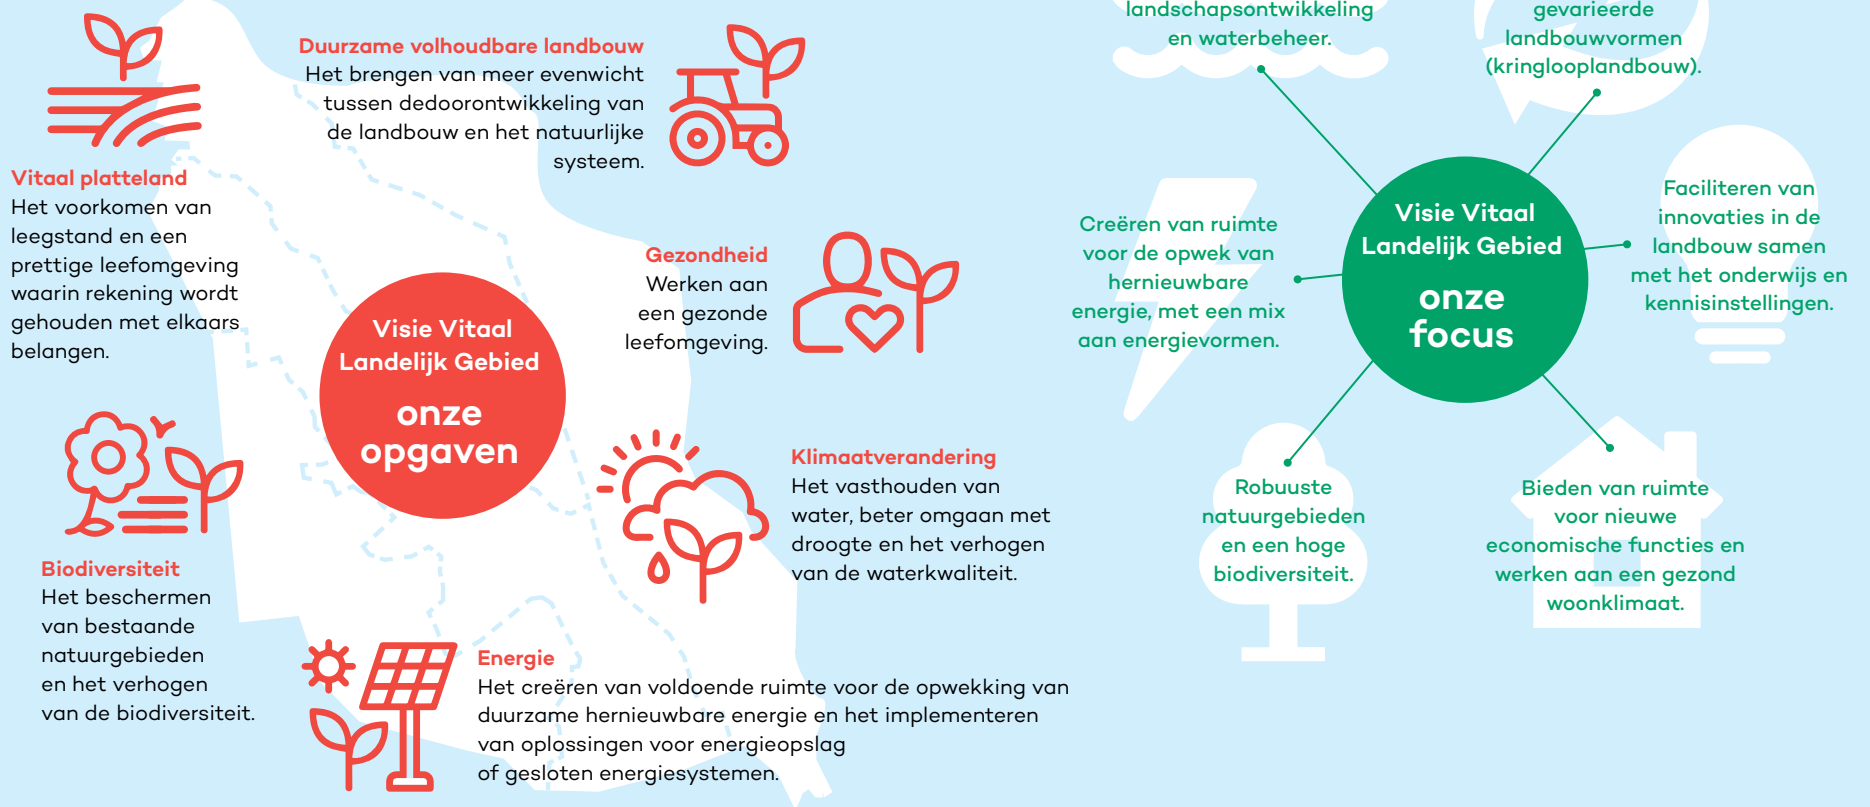 Duurzame volhoudbare landbouw
Het brengen van meer evenwicht
tussen dedoorontwikkeling van
de landbouw en het natuurlijke
systeem.
Vitaal platteland
Het voorkomen van
leegstand en een
prettige leefomgeving
waarin rekening wordt
gehouden met elkaars
belangen.
Gezondheid
Werken aan
een gezonde
leefomgeving.
Visie Vitaal
Landelijk Gebied
onze
opgaven
Klimaatverandering
Het vasthouden van
water, beter omgaan met
droogte en het verhogen
van de waterkwaliteit.
Biodiversiteit
Het beschermen
van bestaande
natuurgebieden
en het verhogen
van de biodiversiteit.
Energie
Het creëren van voldoende ruimte voor de opwekking van
duurzame hernieuwbare energie en het implementeren
van oplossingen voor energieopslag
of gesloten energiesystemen.
landschapsontwikkeling
en waterbeheer.
gevarieerde
landbouwvormen
(kringlooplandbouw).
Creëren van ruimte
voor de opwek van
hernieuwbare
energie, met een mix
aan energievormen.
Visie Vitaal
Landelijk Gebied
onze
focus
Faciliteren van
innovaties in de
landbouw samen
met het onderwijs en
kennisinstellingen.
Robuuste
natuurgebieden
en een hoge
biodiversiteit.
Bieden van ruimte
voor nieuwe
economische functies en
werken aan een gezond
woonklimaat.